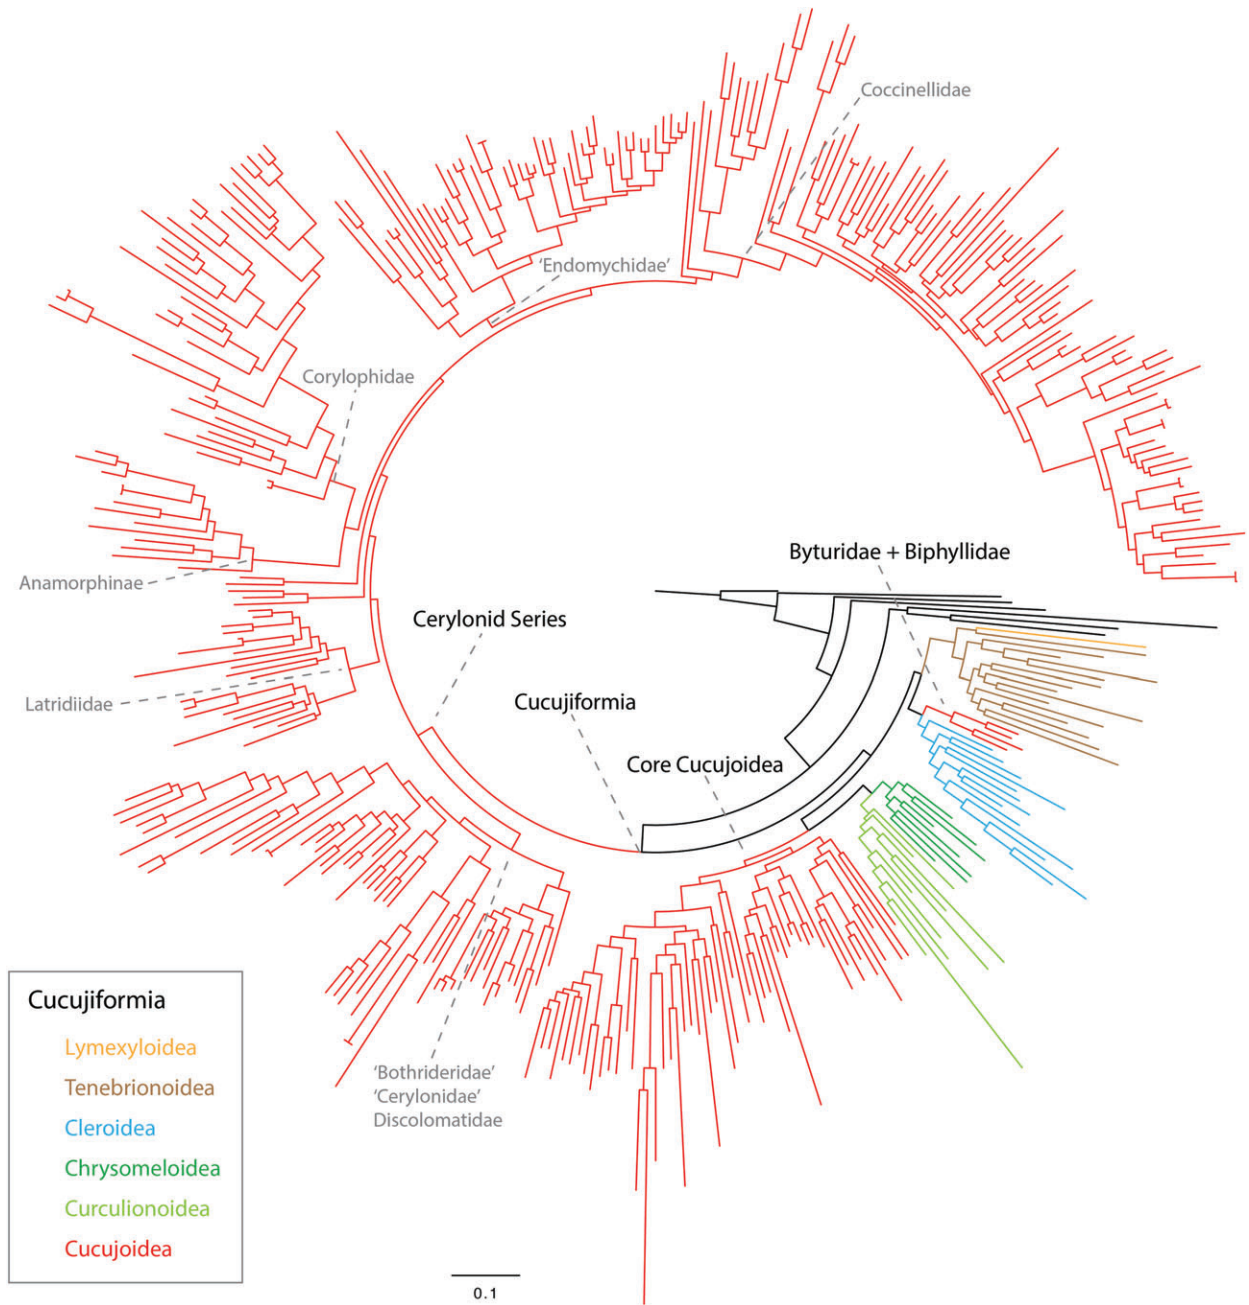 Coccinellidae
‘Endomychidae’
Corylophidae
Byturidae + Biphyllidae
Anamorphinae
Cerylonid Series
Latridiidae
Cucujiformia
Core Cucujoidea
‘Bothrideridae’
‘Cerylonidae’
Discolomatidae
Cucujiformia
Lymexyloidea
Tenebrionoidea
Cleroidea
Chrysomeloidea
Curculionoidea
Cucujoidea
0.1